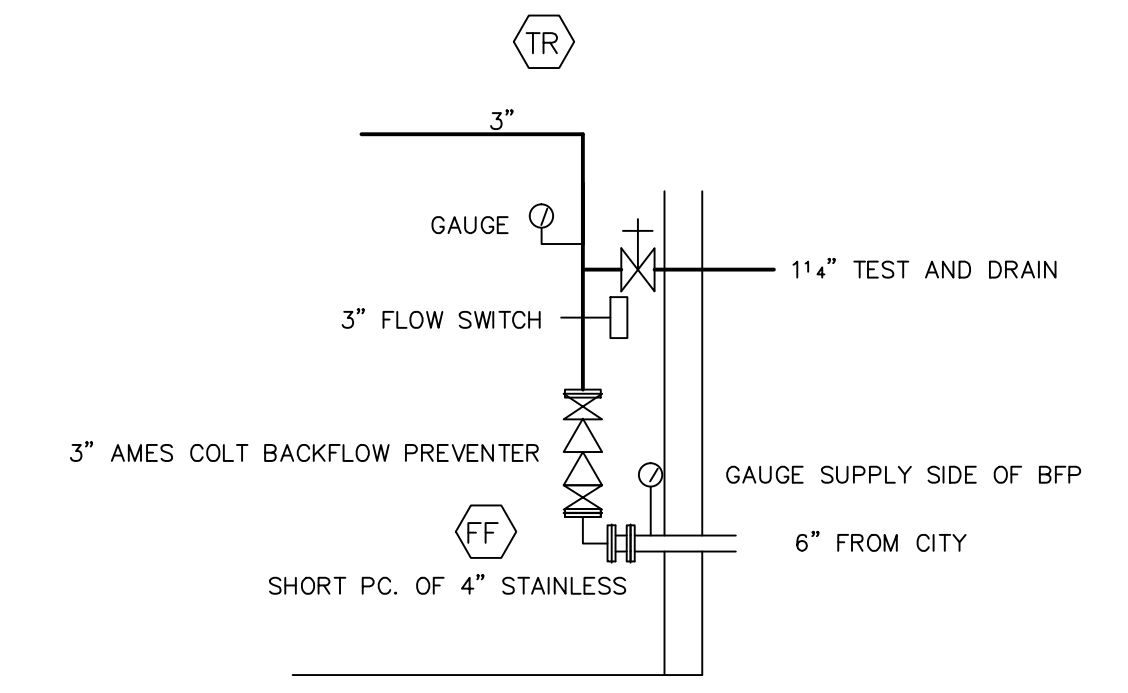 TR
3”
GAUGE
1¹4” TEST AND DRAIN
3” FLOW SWITCH
3” AMES COLT BACKFLOW PREVENTER
GAUGE SUPPLY SIDE OF BFP
FF
6” FROM CITY
SHORT PC. OF 4” STAINLESS